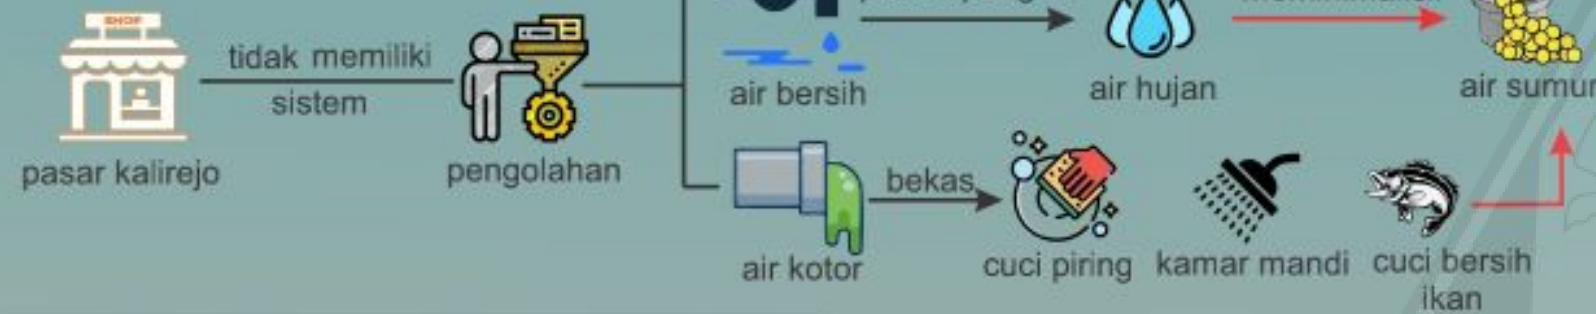 SHOP
tidak memiliki
sistem
pasar kalirejo
pengolahan
air bersih
air hujan
air sumur
bekas
air kotor
cuci piring
kamar mandi
cuci bersih
ikan